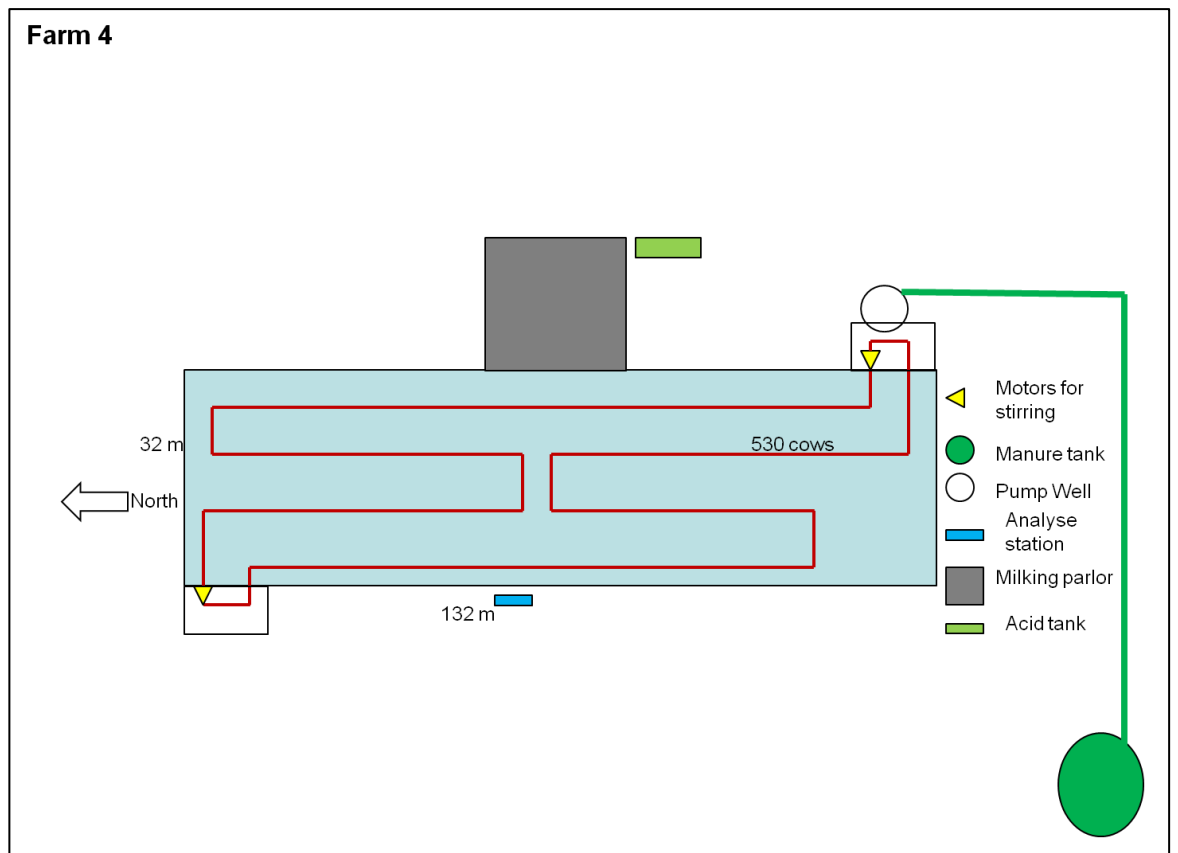 Farm 4
32 m
530 cows
North
132 m
Motors for
stirring
Manure tank
Pump Well
Analyse
station
Milking parlor
Acid tank